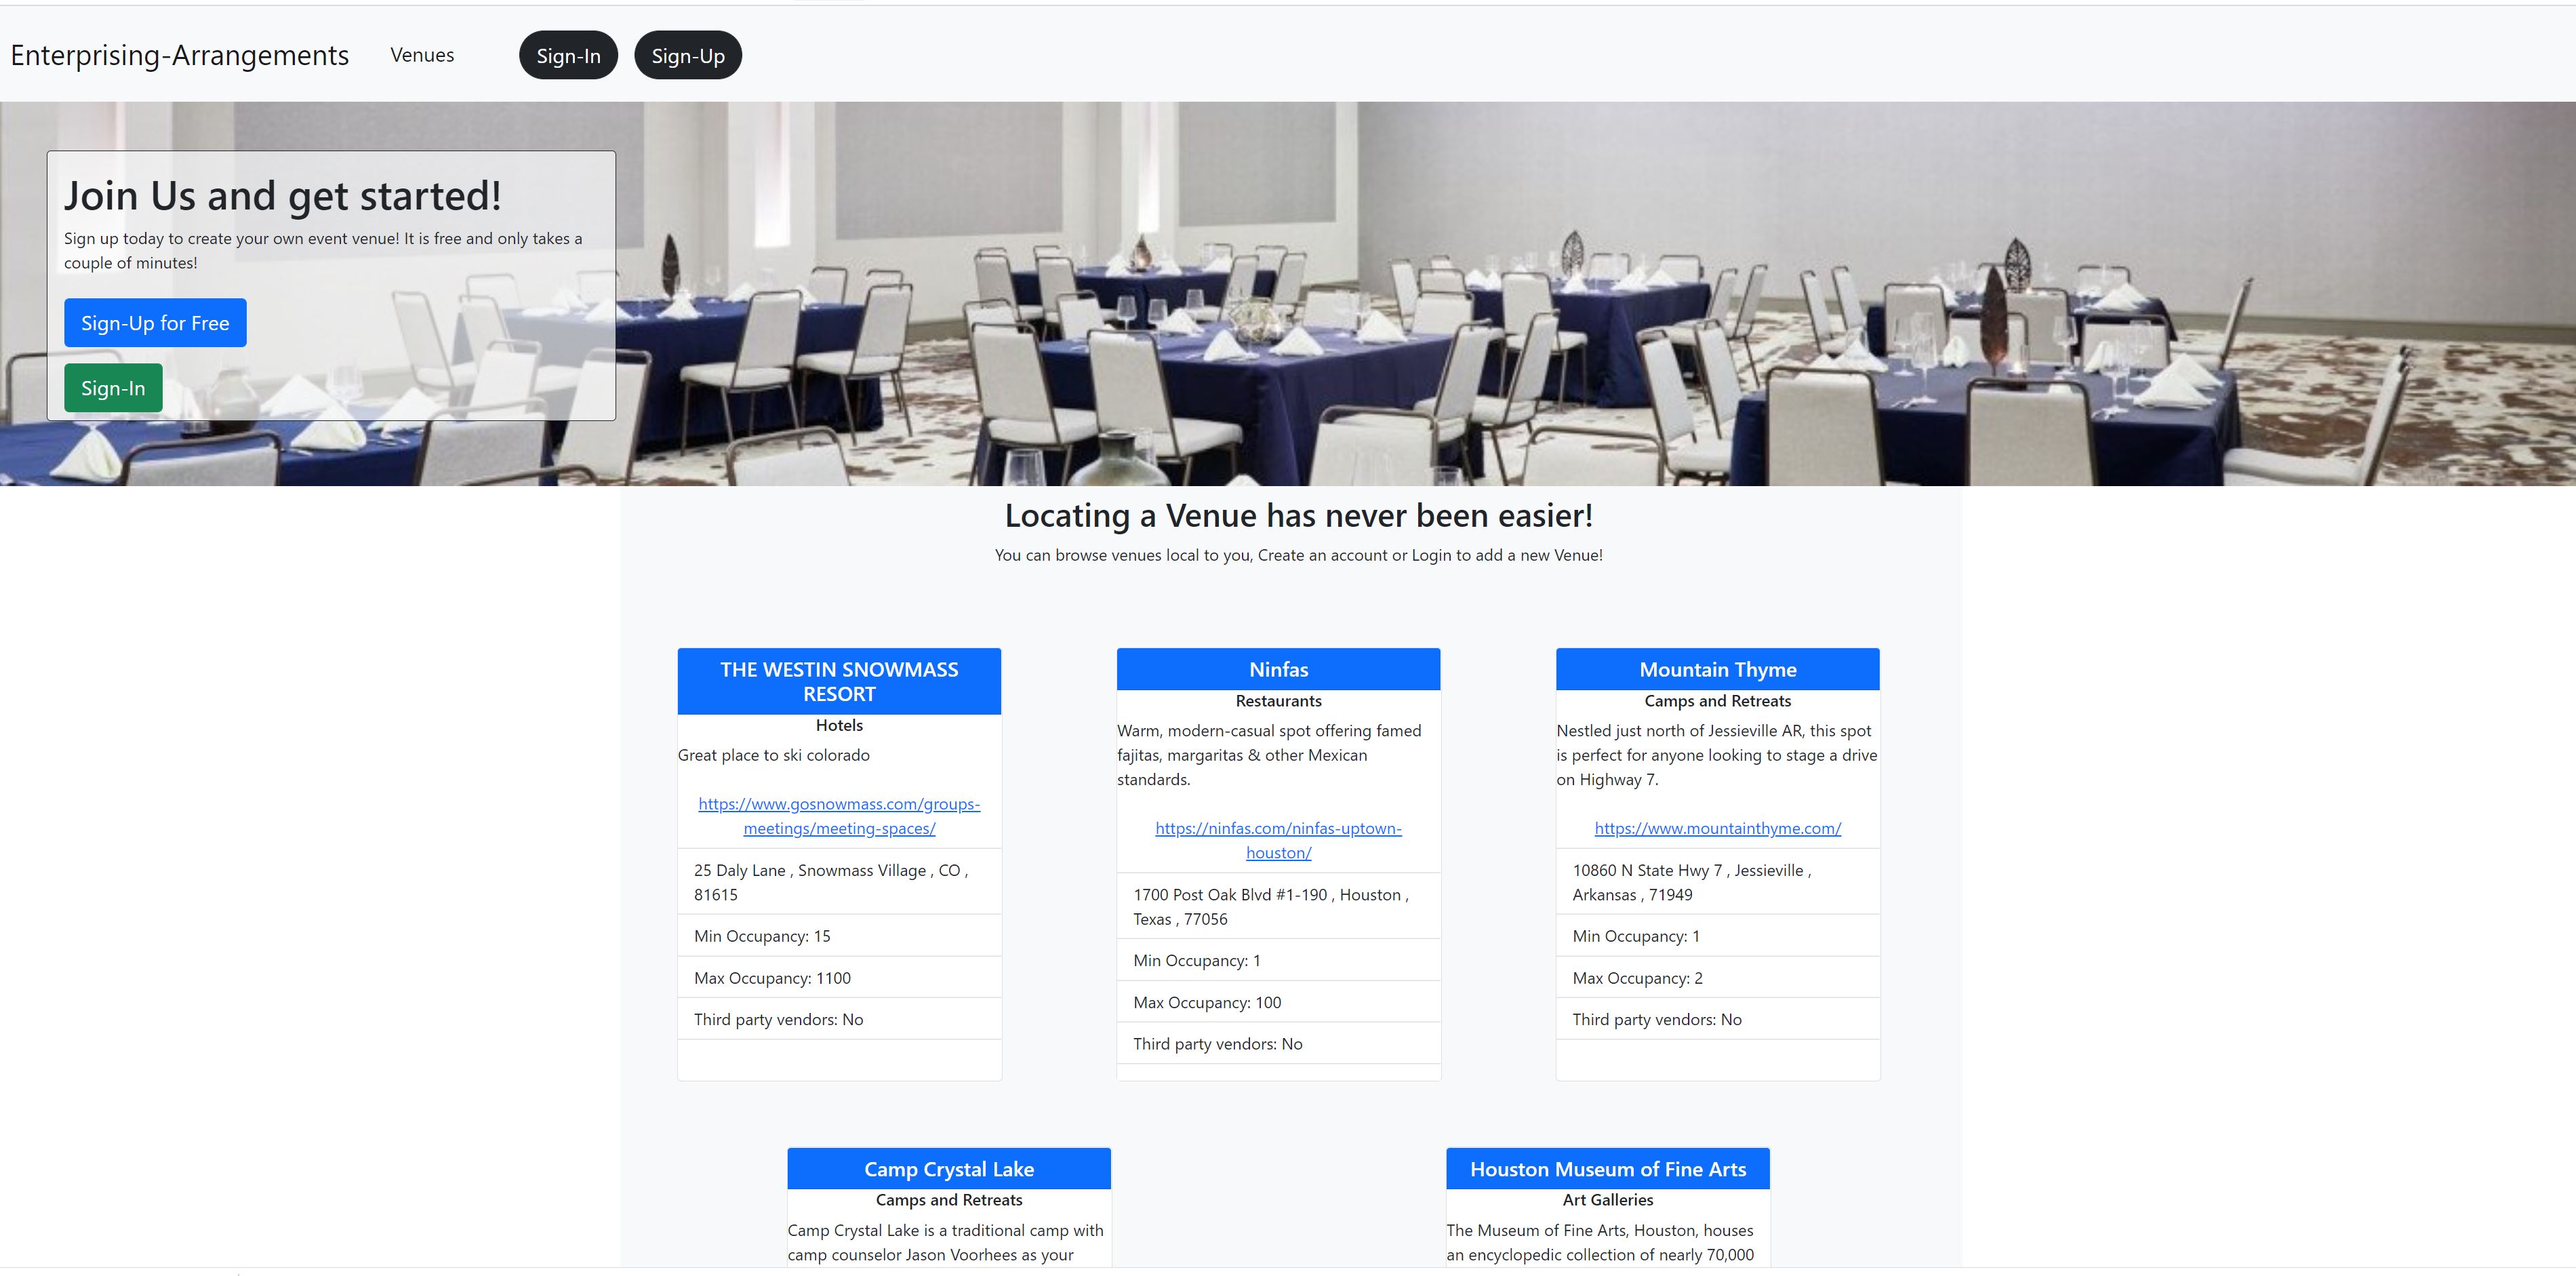 Enterprising-Arrangements Venues Sign-In Sign-Up
Join Us and get started!
Sign up today to create your own event venue! It is free and only takes a
couple of minutes!
Sign-Up for Free
Sign-In
Locating a Venue has never been easier!
You can browse venues local to you, Create an account or Login to add a new Venue!
THE WESTIN SNOWMASS
RESORT
Hotels
Great place to ski colorado
https://www.gosnowmass.com/groups-
meetings/meeting-spaces/
25 Daly Lane , Snowmass Village , CO ,
81615
Min Occupancy: 15
Max Occupancy: 1100
Third party vendors: No
Ninfas
Restaurants
Warm, modern-casual spot offering famed
fajitas, margaritas & other Mexican
standards.
https://ninfas.com/ninfas-uptown-
houston/
1700 Post Oak Blvd #1-190 , Houston ,
Texas , 77056
Min Occupancy: 1
Max Occupancy: 100
Third party vendors: No
Mountain Thyme
Camps and Retreats
Nestled just north of Jessieville AR, this spot
is perfect for anyone looking to stage a drive
on Highway 7.
https://www.mountainthyme.com/
10860 N State Hwy 7 , Jessieville ,
Arkansas , 71949
Min Occupancy: 1
Max Occupancy: 2
Third party vendors: No
Camp Crystal Lake
Camps and Retreats
Camp Crystal Lake is a traditional camp with
camp counselor Jason Voorhees as your
Houston Museum of Fine Arts
Art Galleries
The Museum of Fine Arts, Houston, houses
an encyclopedic collection of nearly 70,000